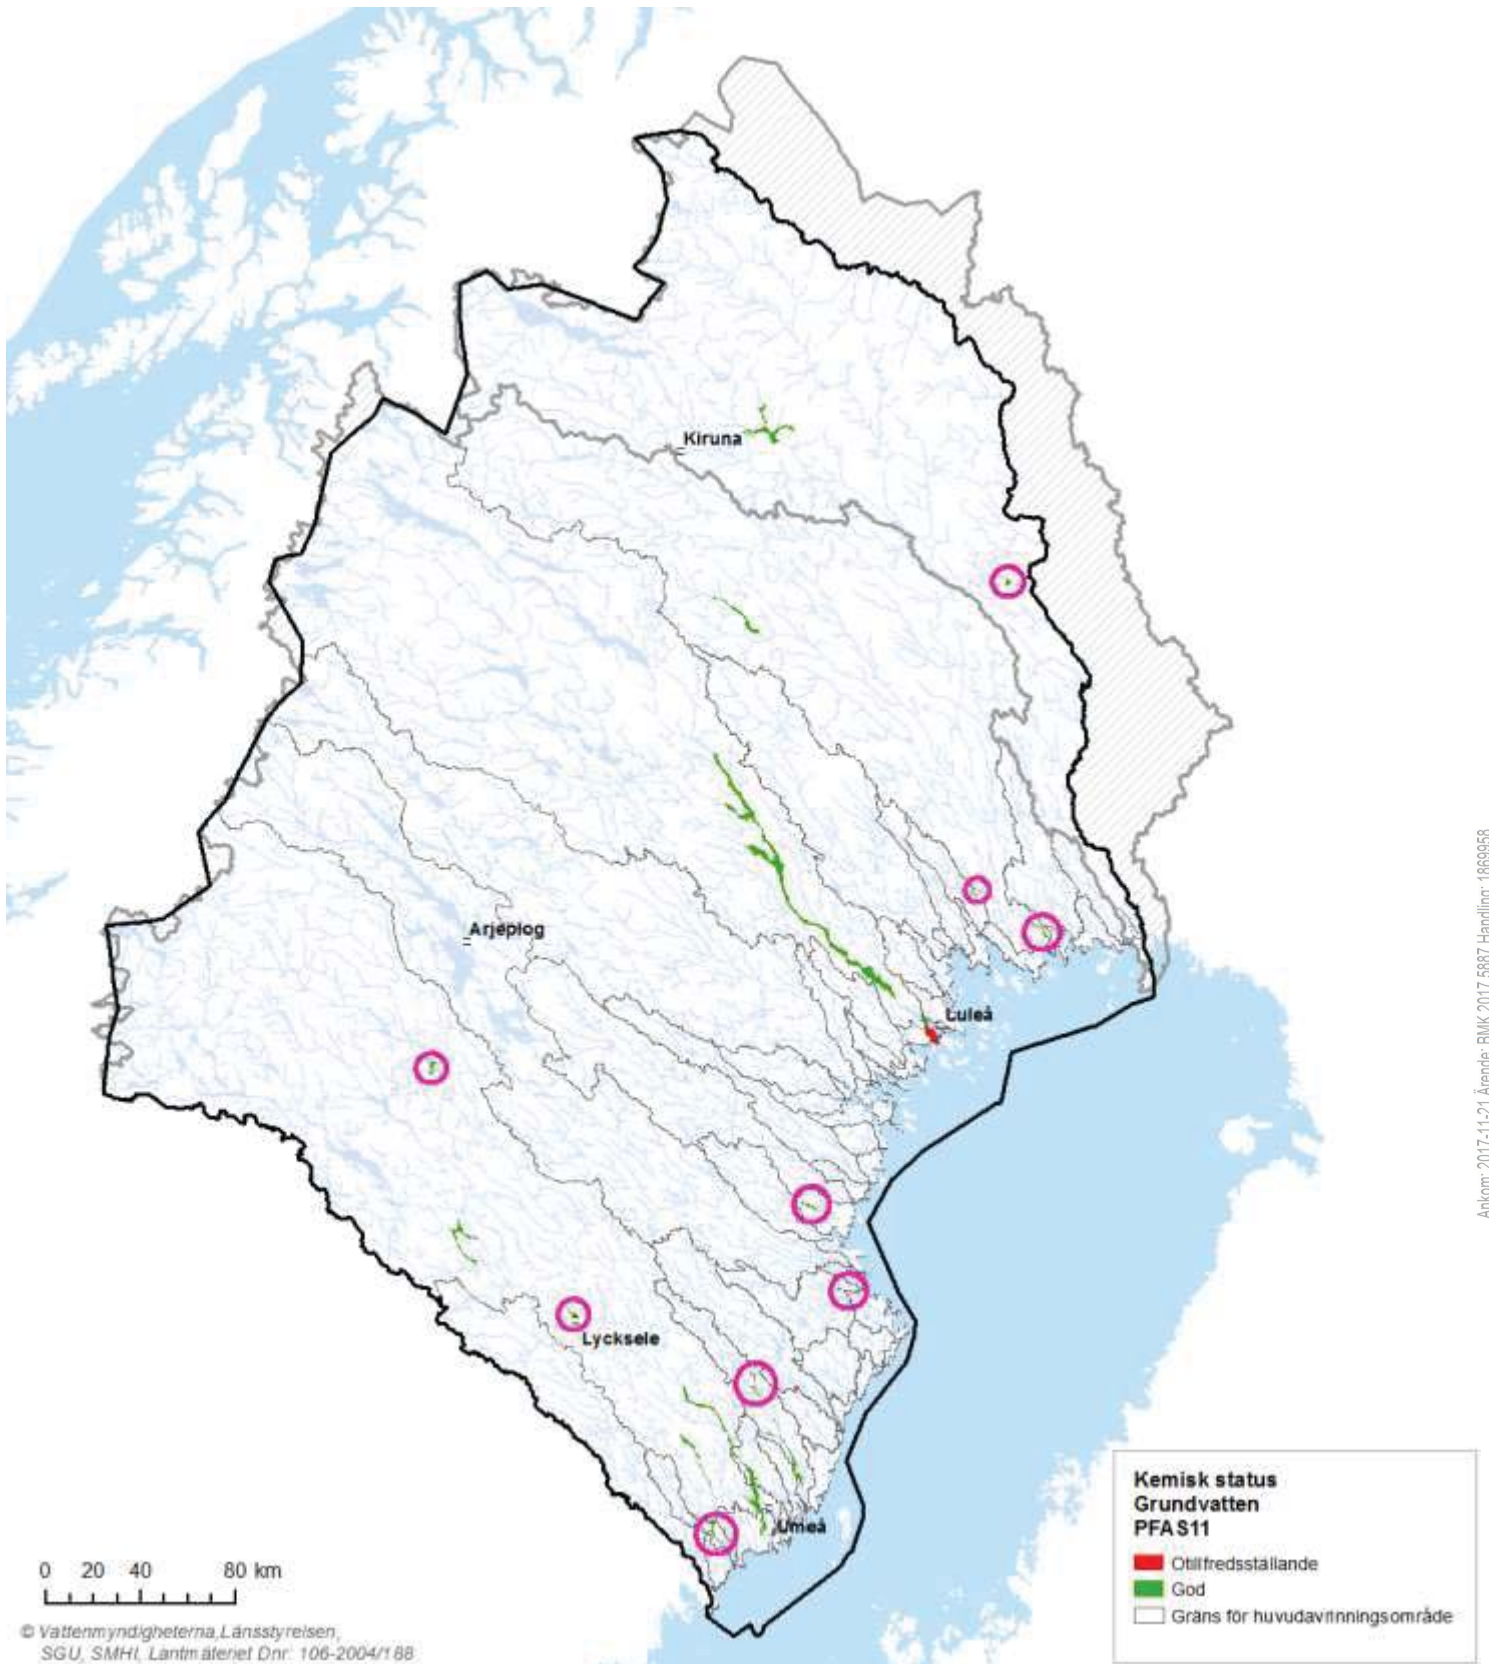 Kiruna
Arjeplog
Luleå
Lycksele
Umeå
Kemisk status
Grundvatten
PFAS11
Otillfredsställande
God
Gräns för huvudavrinningsområde
0 20 40 80 km
© Vattenmyndigheterna,Länsstyrelsen,
SGU, SMHI, Lantmäteriet Dnr: 106-2004/188
Ankom: 2017-11-21 Ärende: RMK 2017 5887 Handling: 1869958